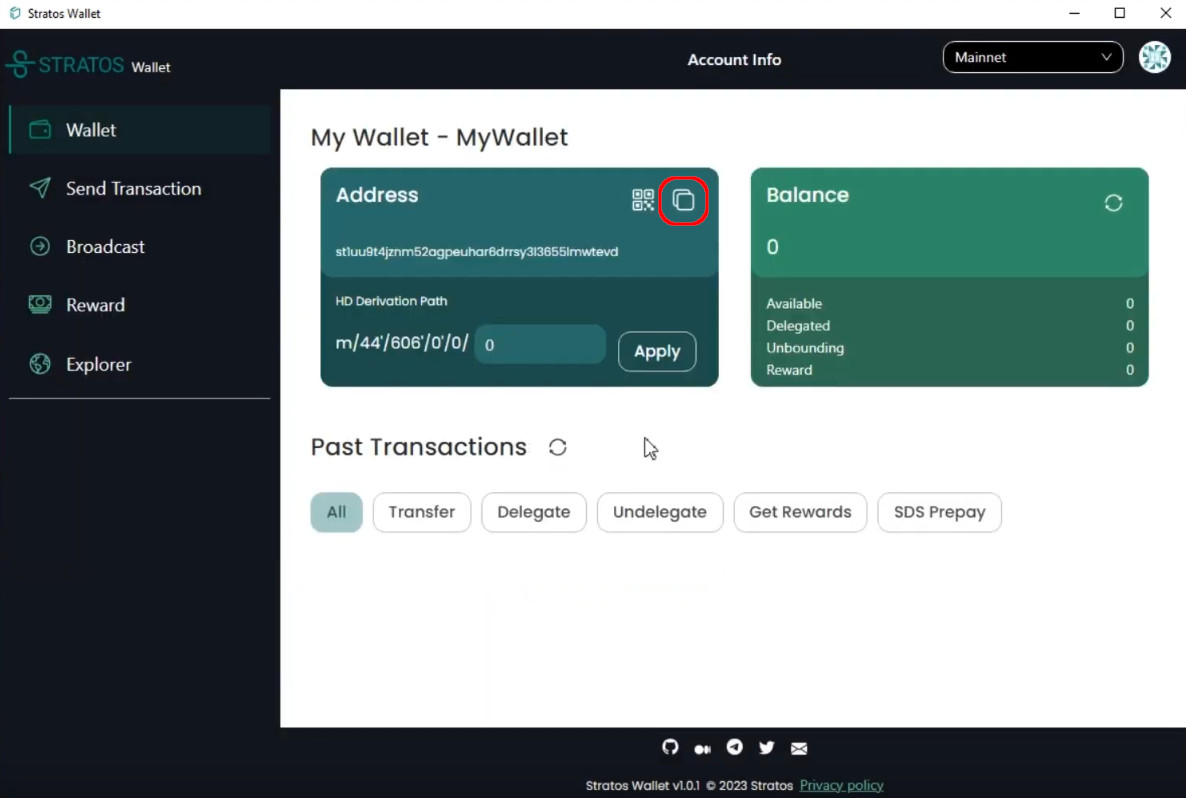 Stratos Wallet
STRATOS Wallet
Account Info
Mainnet
Wallet
Send Transaction
Broadcast
Reward
Explorer
My Wallet - MyWallet
Address
st1uu9t4jznm52agpeuhar6drrsy3l3655lmwtevd
HD Derivation Path
m/44'/606'/0'/0/ 0
Apply
Balance
0
Available 0
Delegated 0
Unbounding 0
Reward 0
Past Transactions
All Transfer Delegate Undelegate Get Rewards SDS Prepay
Stratos Wallet v1.0.1 © 2023 Stratos Privacy policy